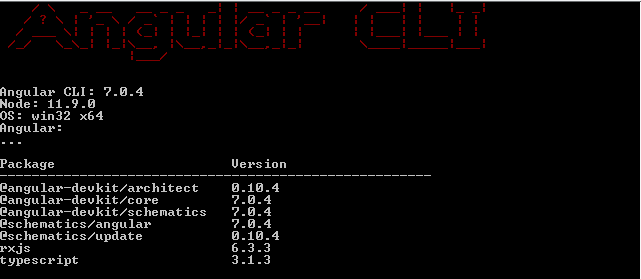 Angular CLI
Angular CLI: 7.0.4
Node: 11.9.0
OS: win32 x64
Angular:
...
Package Version
------------------------------------------------------
@angular-devkit/architect 0.10.4
@angular-devkit/core 7.0.4
@angular-devkit/schematics 7.0.4
@schematics/angular 7.0.4
@schematics/update 0.10.4
rxjs 6.3.3
typescript 3.1.3